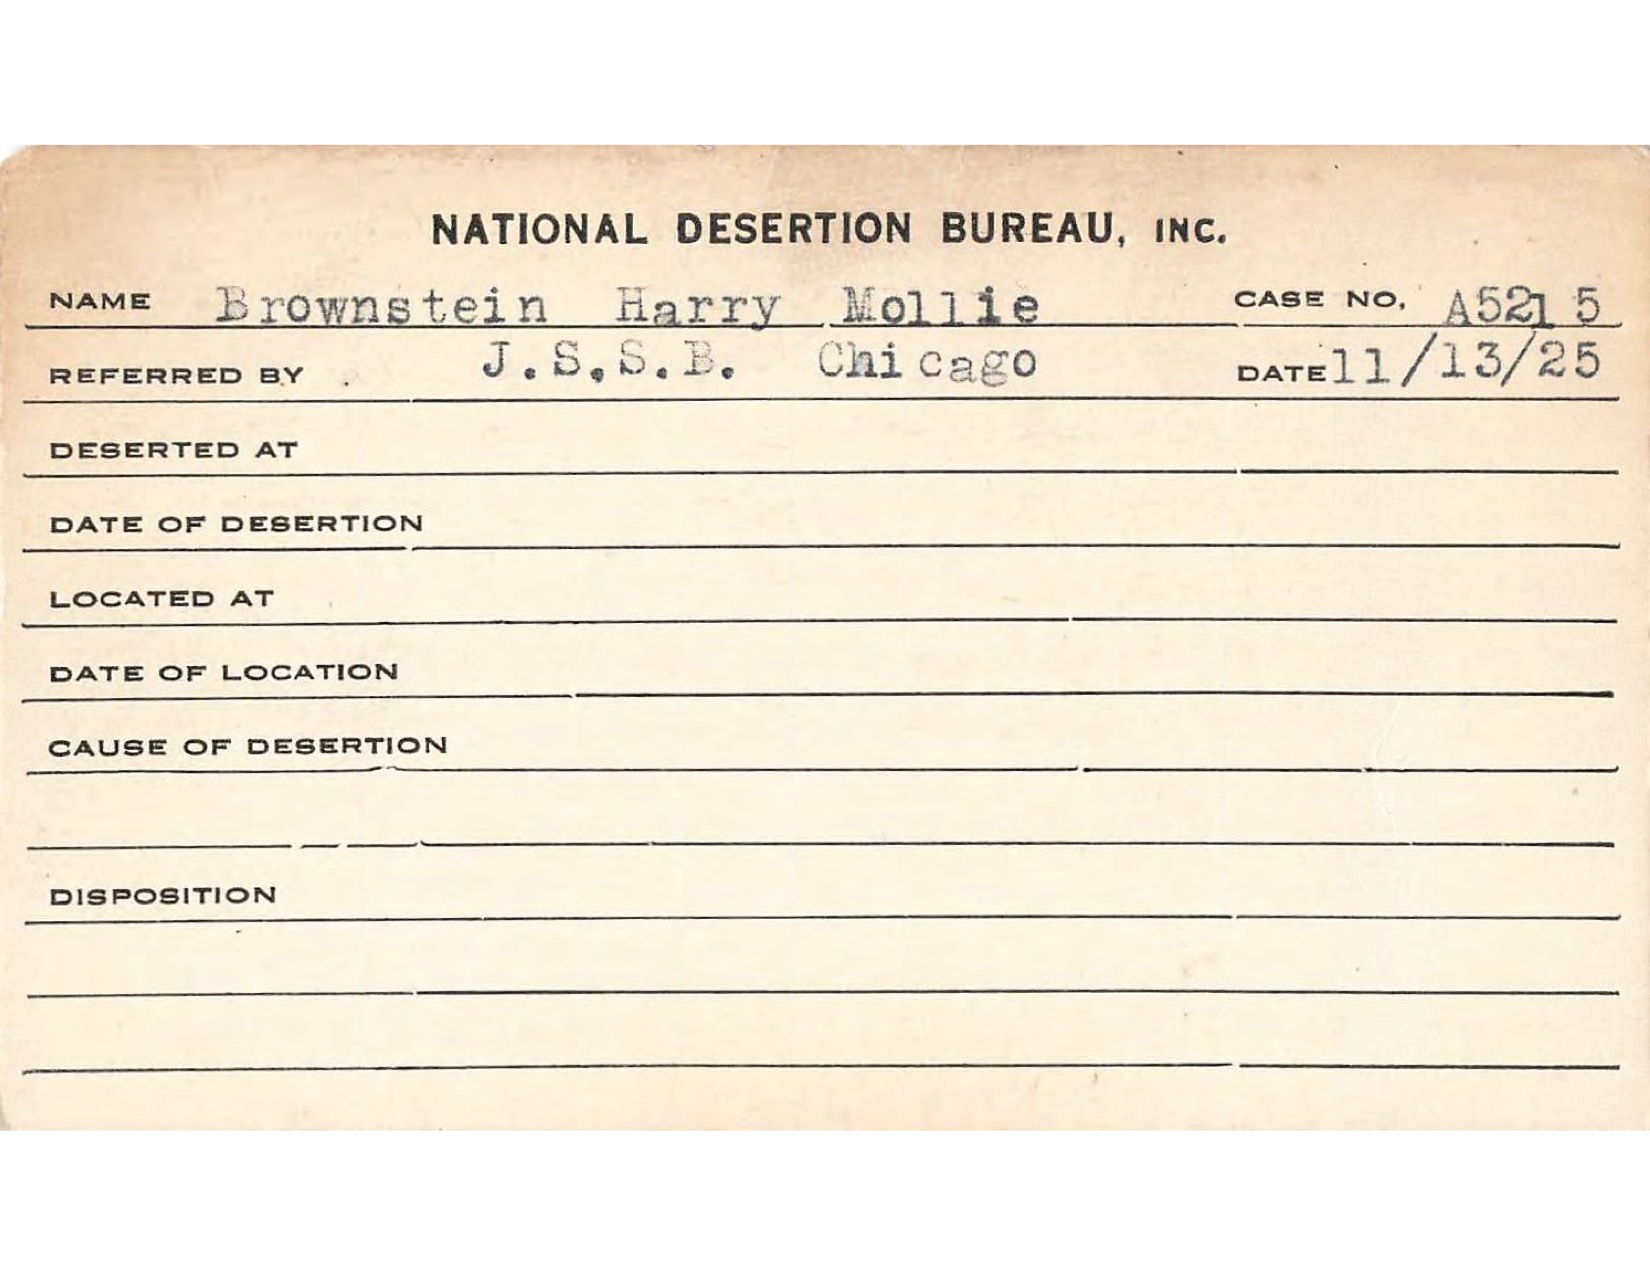 NATIONAL DESERTION BUREAU, INC.
NAME Brownstein Harry Mollie CASE NO. A5215
REFERRED BY J.S.S.B. Chicago DATE 11/13/25
DESERTED AT
DATE OF DESERTION
LOCATED AT
DATE OF LOCATION
CAUSE OF DESERTION
DISPOSITION